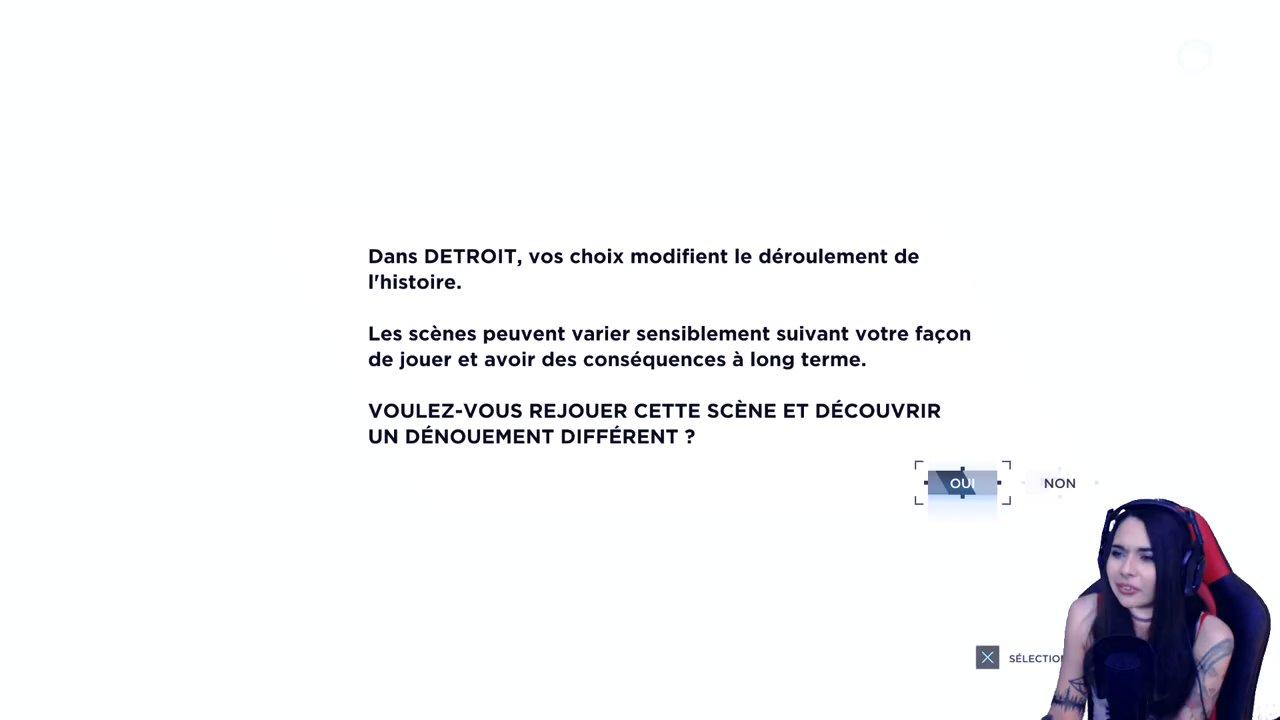 Dans DETROIT, vos choix modifient le déroulement de
l'histoire.
Les scènes peuvent varier sensiblement suivant votre façon
de jouer et avoir des conséquences à long terme.
VOULEZ-VOUS REJOUER CETTE SCÈNE ET DÉCOUVRIR
UN DÉNOUEMENT DIFFÉRENT ?
OUI NON
SÉLECTION